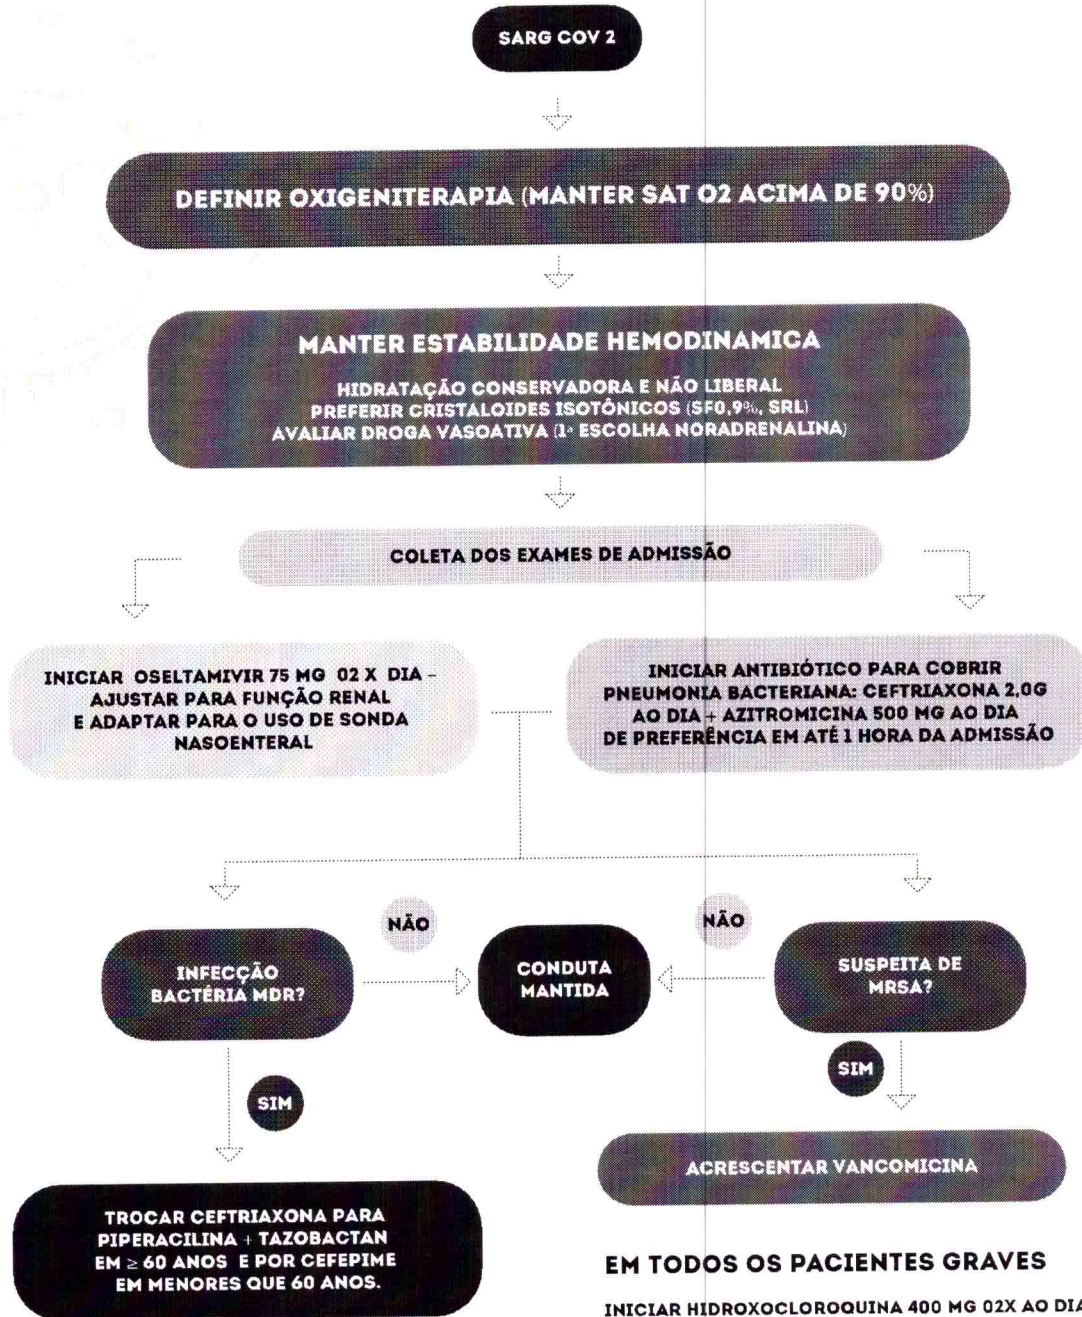 SARG COV 2
DEFINIR OXIGENITERAPIA (MANTER SAT O2 ACIMA DE 90%)
MANTER ESTABILIDADE HEMODINAMICA
HIDRATAÇÃO CONSERVADORA E NÃO LIBERAL
PREFERIR CRISTALOIDES ISOTÔNICOS (SF0,9%, SRL)
AVALIAR DROGA VASOATIVA (1ª ESCOLHA NORADRENALINA)
COLETA DOS EXAMES DE ADMISSÃO
INICIAR OSELTAMIVIR 75 MG 02 X DIA –
AJUSTAR PARA FUNÇÃO RENAL
E ADAPTAR PARA O USO DE SONDA
NASOENTERAL
INICIAR ANTIBIÓTICO PARA COBRIR
PNEUMONIA BACTERIANA: CEFTRIAXONA 2,0G
AO DIA + AZITROMICINA 500 MG AO DIA
DE PREFERÊNCIA EM ATÉ 1 HORA DA ADMISSÃO
NÃO
NÃO
INFECÇÃO
BACTÉRIA MDR?
CONDUTA
MANTIDA
SUSPEITA DE
MRSA?
SIM
SIM
ACRESCENTAR VANCOMICINA
TROCAR CEFTRIAXONA PARA
PIPERACILINA + TAZOBACTAN
EM ≥ 60 ANOS E POR CEFEPIME
EM MENORES QUE 60 ANOS.
EM TODOS OS PACIENTES GRAVES
INICIAR HIDROXOCLOROQUINA 400 MG 02X AO DIA